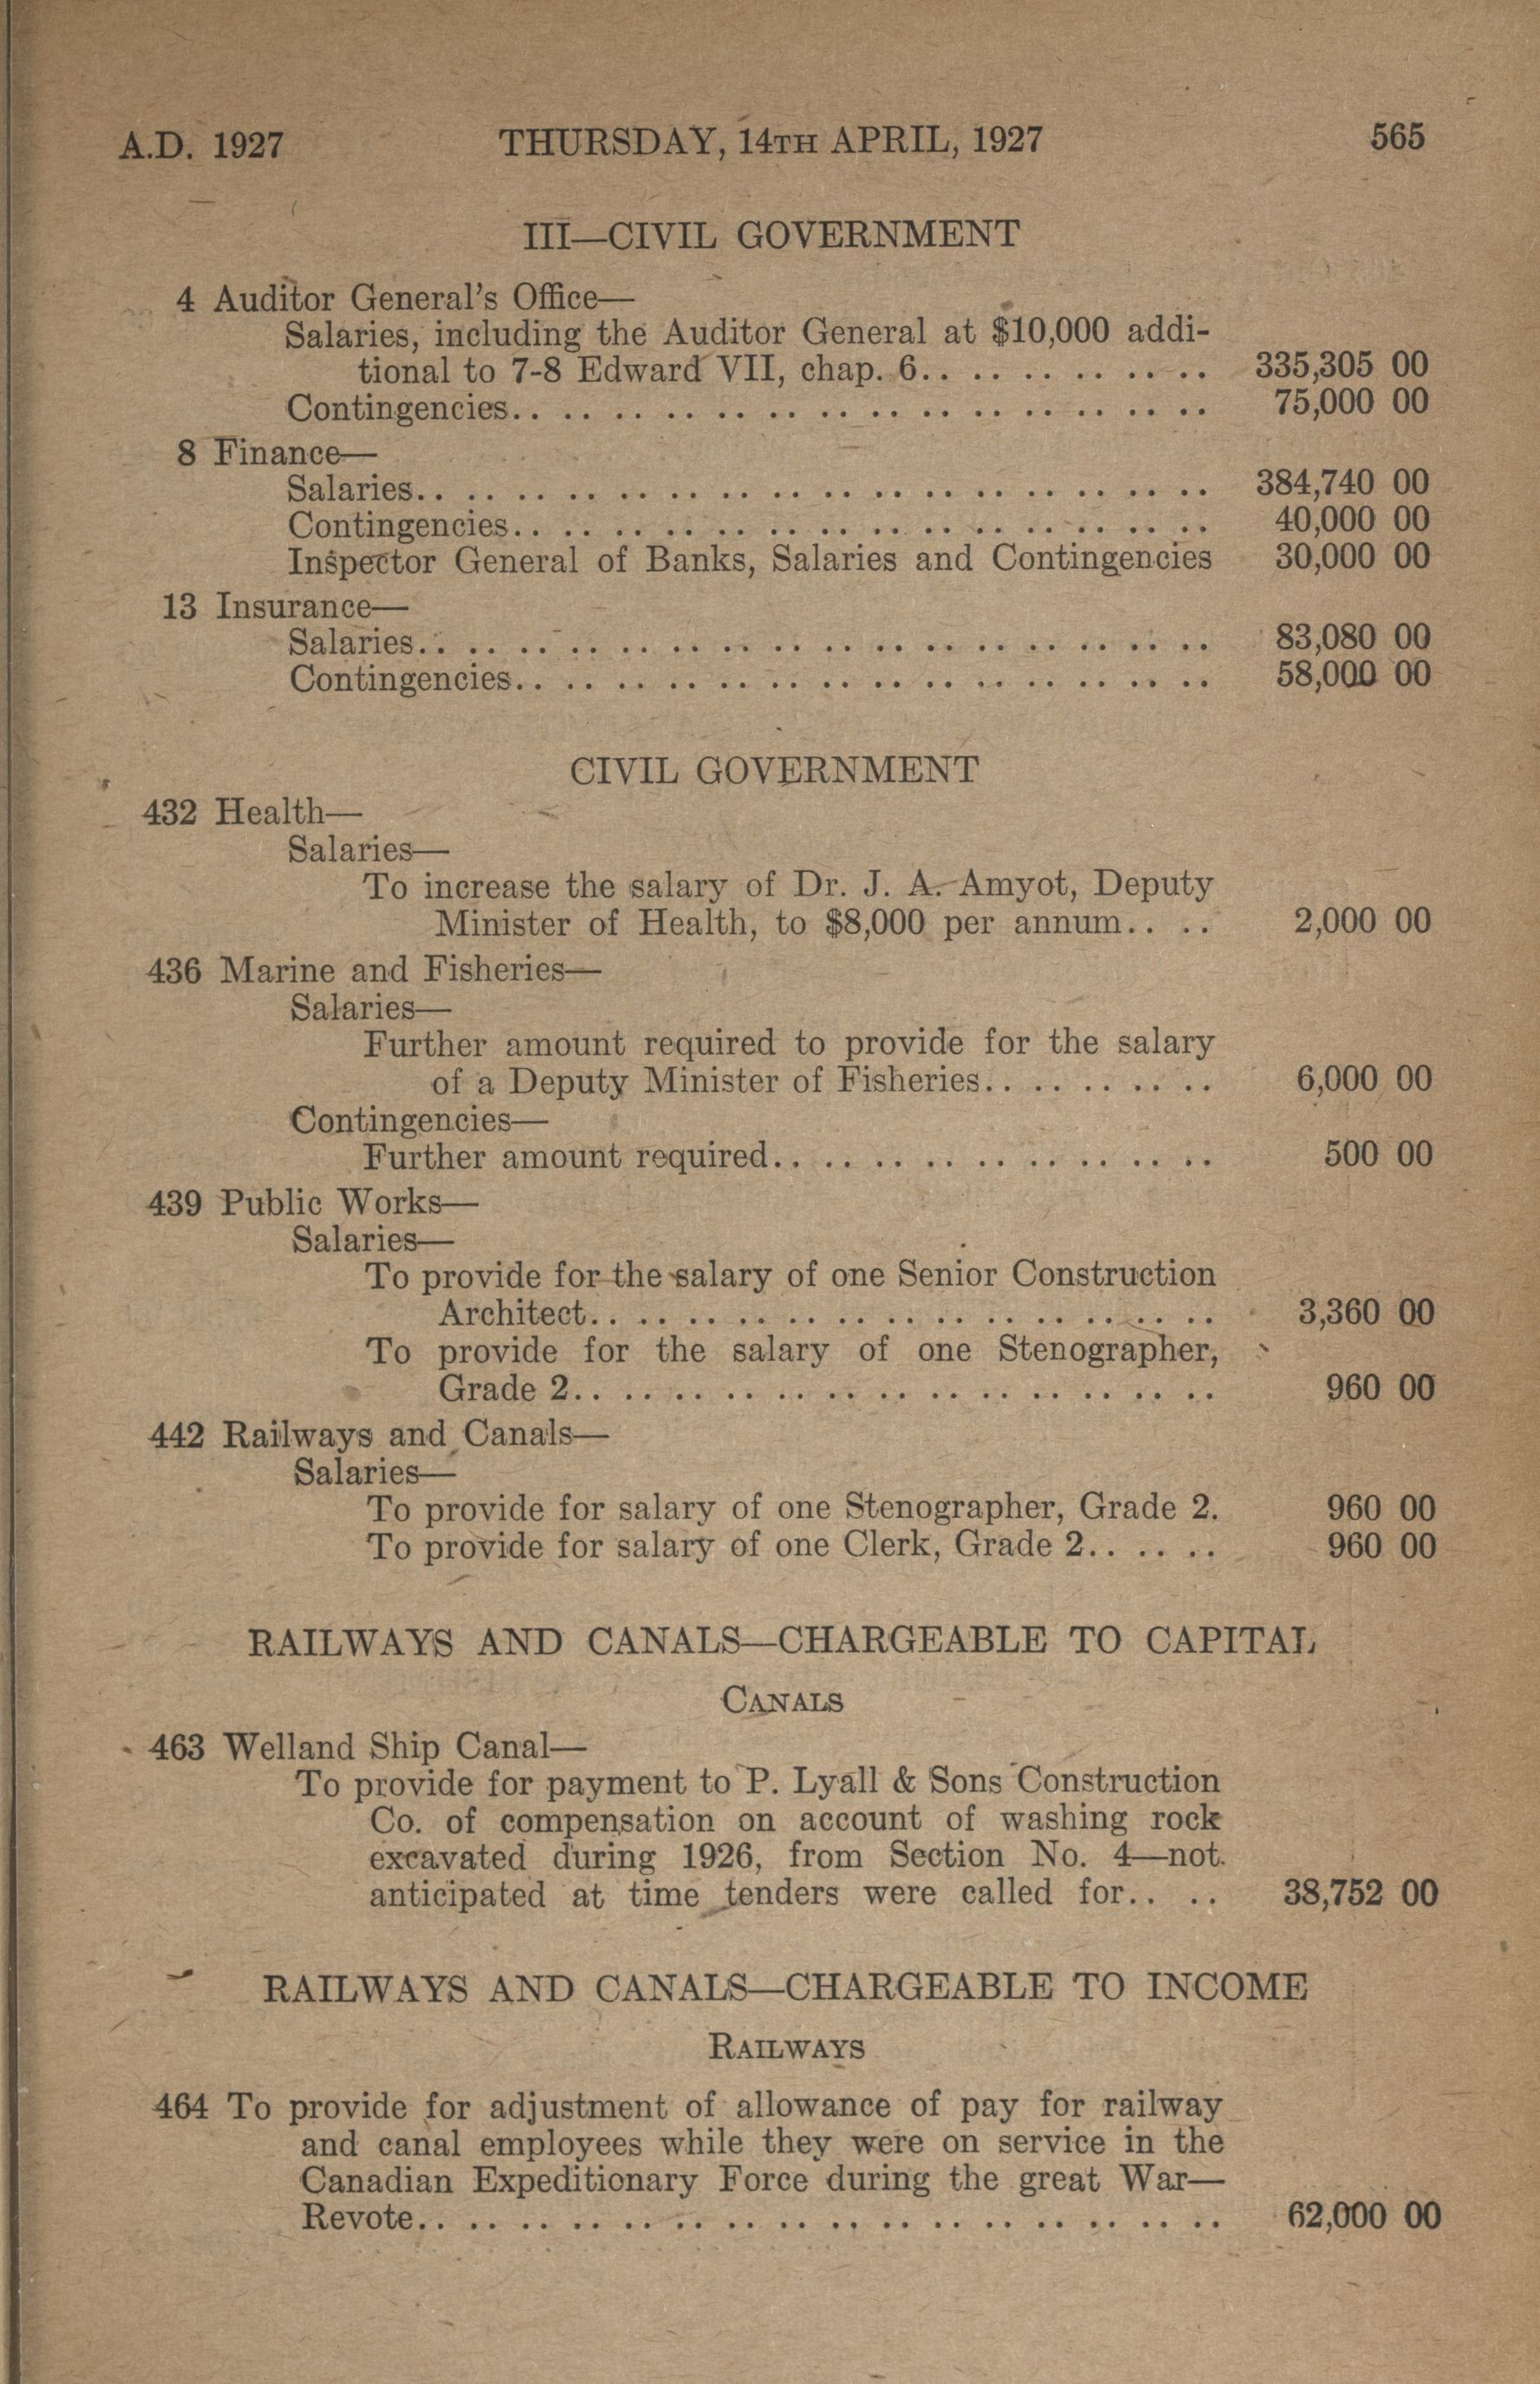 A.D. 1927 THURSDAY, 14TH APRIL, 1927 565
III—CIVIL GOVERNMENT
4 Auditor General's Office—
Salaries, including the Auditor General at $10,000 addi-
tional to 7-8 Edward VII, chap. 6.. .. .. .. .. .. 335,305 00
Contingencies.. .. .. .. .. .. .. .. .. .. .. .. .. .. 75,000 00
8 Finance—
Salaries.. .. .. .. .. .. .. .. .. .. .. .. .. .. .. .. 384,740 00
Contingencies.. .. .. .. .. .. .. .. .. .. .. .. .. .. 40,000 00
Inspector General of Banks, Salaries and Contingencies 30,000 00
13 Insurance—
Salaries.. .. .. .. .. .. .. .. .. .. .. .. .. .. .. .. 83,080 00
Contingencies.. .. .. .. .. .. .. .. .. .. .. .. .. .. 58,000 00
CIVIL GOVERNMENT
432 Health—
Salaries—
To increase the salary of Dr. J. A. Amyot, Deputy
Minister of Health, to $8,000 per annum.. .. 2,000 00
436 Marine and Fisheries—
Salaries—
Further amount required to provide for the salary
of a Deputy Minister of Fisheries.. .. .. .. .. 6,000 00
Contingencies—
Further amount required.. .. .. .. .. .. .. .. .. 500 00
439 Public Works—
Salaries—
To provide for the salary of one Senior Construction
Architect.. .. .. .. .. .. .. .. .. .. .. .. .. 3,360 00
To provide for the salary of one Stenographer,
Grade 2.. .. .. .. .. .. .. .. .. .. .. .. .. 960 00
442 Railways and Canals—
Salaries—
To provide for salary of one Stenographer, Grade 2. 960 00
To provide for salary of one Clerk, Grade 2.. .. .. 960 00
RAILWAYS AND CANALS—CHARGEABLE TO CAPITAL
CANALS
463 Welland Ship Canal—
To provide for payment to P. Lyall & Sons Construction
Co. of compensation on account of washing rock
excavated during 1926, from Section No. 4—not
anticipated at time tenders were called for.. .. 38,752 00
RAILWAYS AND CANALS—CHARGEABLE TO INCOME
RAILWAYS
464 To provide for adjustment of allowance of pay for railway
and canal employees while they were on service in the
Canadian Expeditionary Force during the great War—
Revote.. .. .. .. .. .. .. .. .. .. .. .. .. .. .. .. 62,000 00